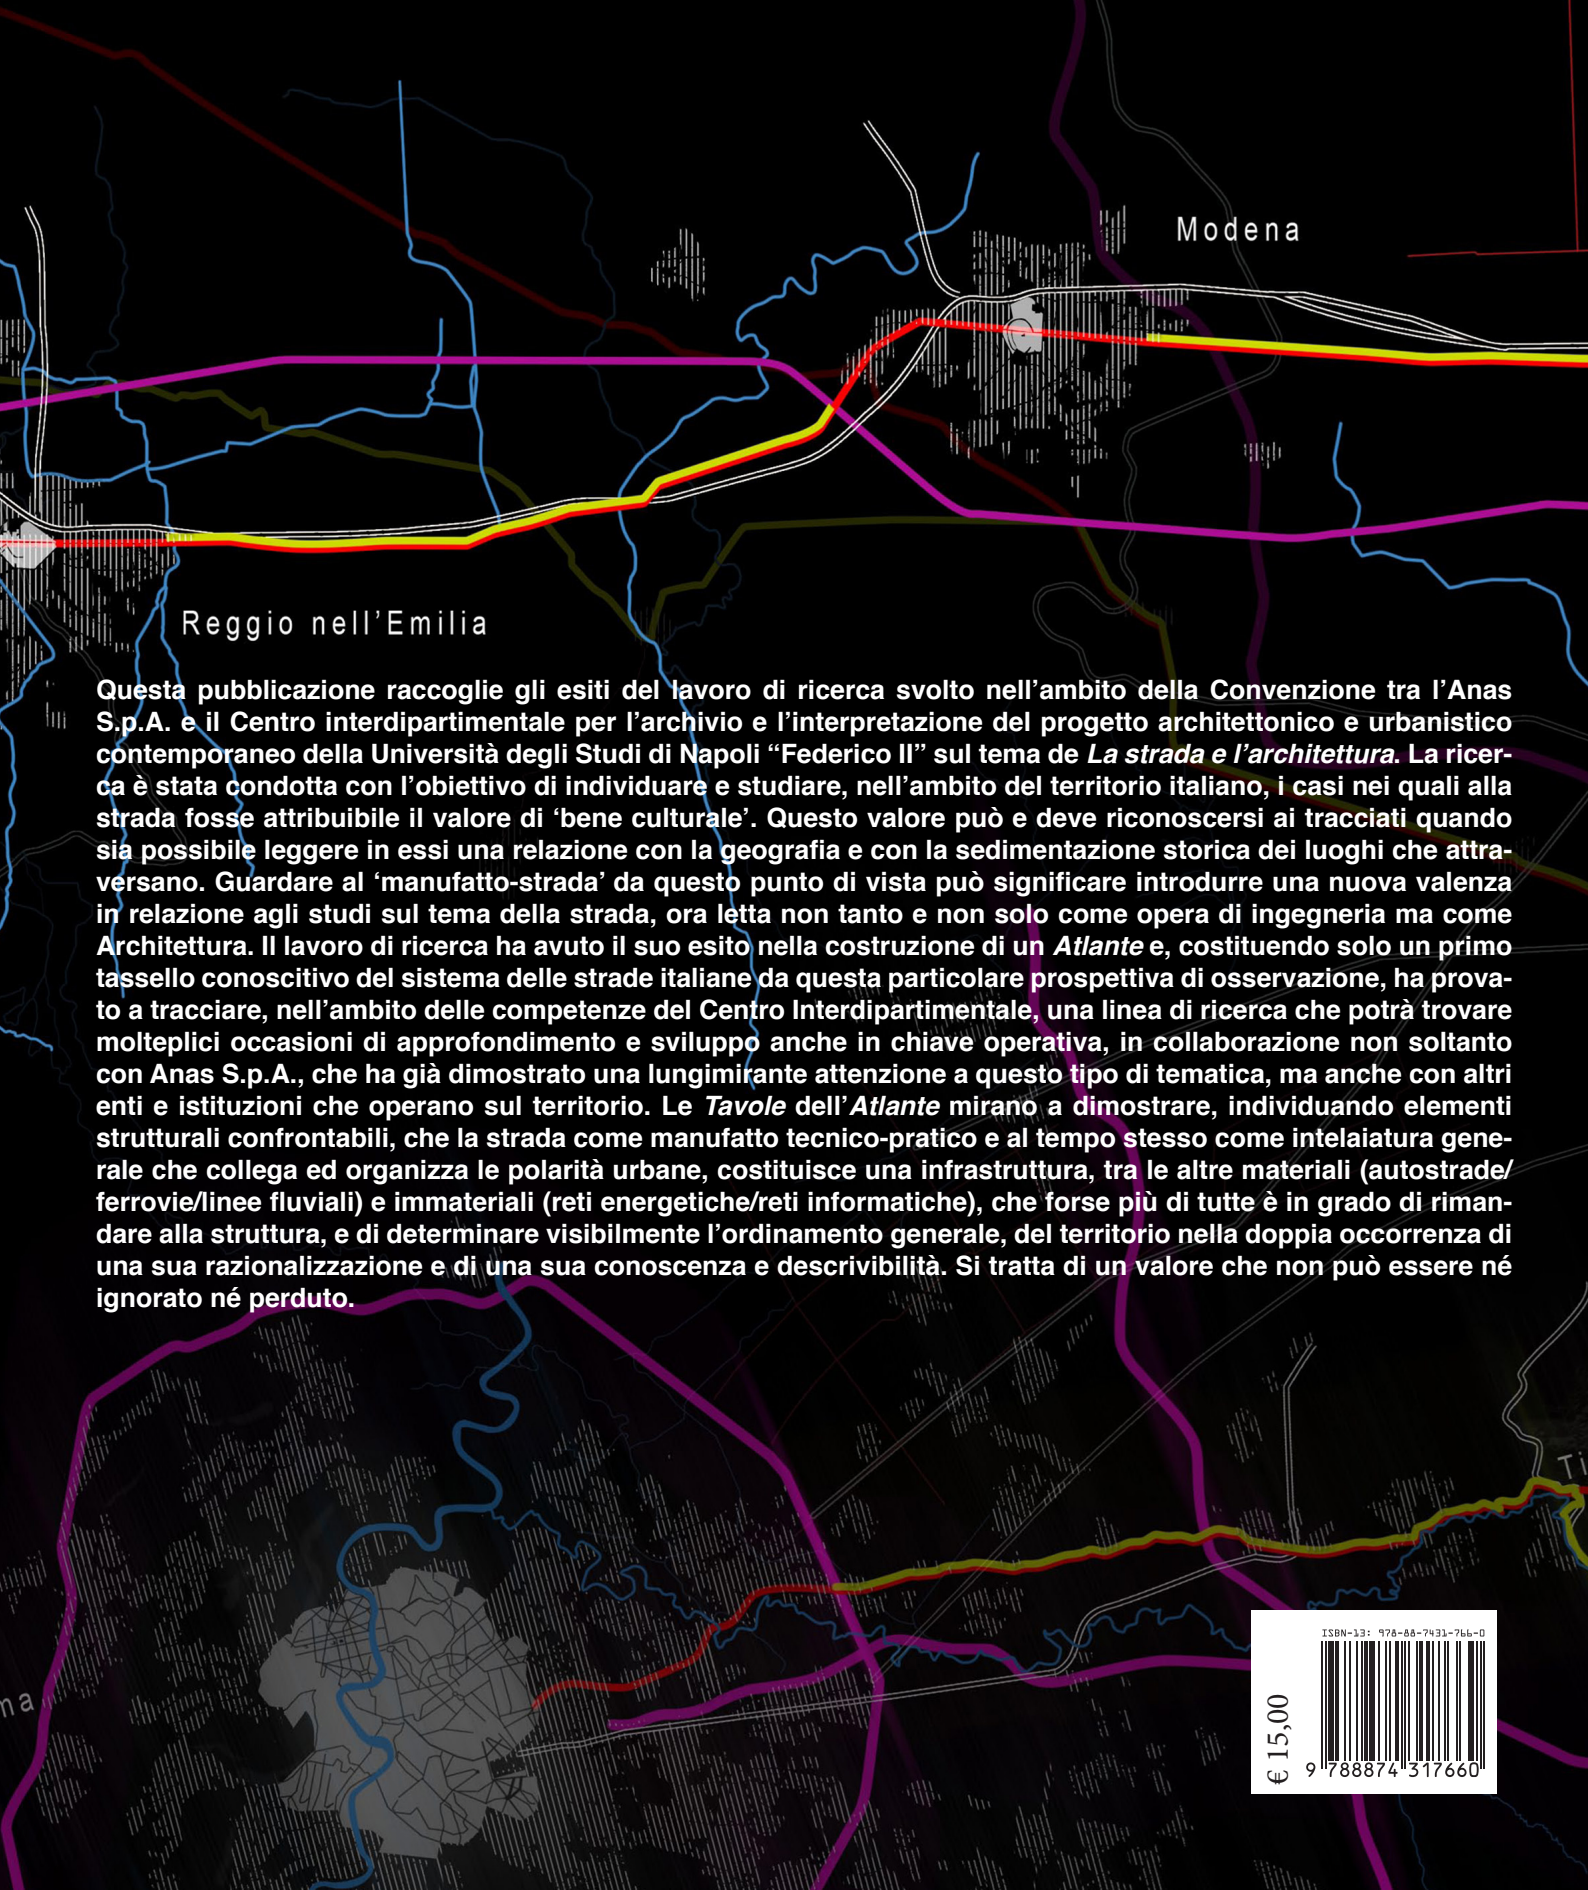 Modena
Reggio nell’Emilia
Questa pubblicazione raccoglie gli esiti del lavoro di ricerca svolto nell’ambito della Convenzione tra l’Anas
S.p.A. e il Centro interdipartimentale per l’archivio e l’interpretazione del progetto architettonico e urbanistico
contemporaneo della Università degli Studi di Napoli “Federico II” sul tema de La strada e l’architettura. La ricer-
ca è stata condotta con l’obiettivo di individuare e studiare, nell’ambito del territorio italiano, i casi nei quali alla
strada fosse attribuibile il valore di ‘bene culturale’. Questo valore può e deve riconoscersi ai tracciati quando
sia possibile leggere in essi una relazione con la geografia e con la sedimentazione storica dei luoghi che attra-
versano. Guardare al ‘manufatto-strada’ da questo punto di vista può significare introdurre una nuova valenza
in relazione agli studi sul tema della strada, ora letta non tanto e non solo come opera di ingegneria ma come
Architettura. Il lavoro di ricerca ha avuto il suo esito nella costruzione di un Atlante e, costituendo solo un primo
tassello conoscitivo del sistema delle strade italiane da questa particolare prospettiva di osservazione, ha prova-
to a tracciare, nell’ambito delle competenze del Centro Interdipartimentale, una linea di ricerca che potrà trovare
molteplici occasioni di approfondimento e sviluppo anche in chiave operativa, in collaborazione non soltanto
con Anas S.p.A., che ha già dimostrato una lungimirante attenzione a questo tipo di tematica, ma anche con altri
enti e istituzioni che operano sul territorio. Le Tavole dell’Atlante mirano a dimostrare, individuando elementi
strutturali confrontabili, che la strada come manufatto tecnico-pratico e al tempo stesso come intelaiatura gene-
rale che collega ed organizza le polarità urbane, costituisce una infrastruttura, tra le altre materiali (autostrade/
ferrovie/linee fluviali) e immateriali (reti energetiche/reti informatiche), che forse più di tutte è in grado di riman-
dare alla struttura, e di determinare visibilmente l’ordinamento generale, del territorio nella doppia occorrenza di
una sua razionalizzazione e di una sua conoscenza e descrivibilità. Si tratta di un valore che non può essere né
ignorato né perduto.
Ti
ma
ISBN-13: 978-88-7431-766-0
€ 15,00
9 788874 317660